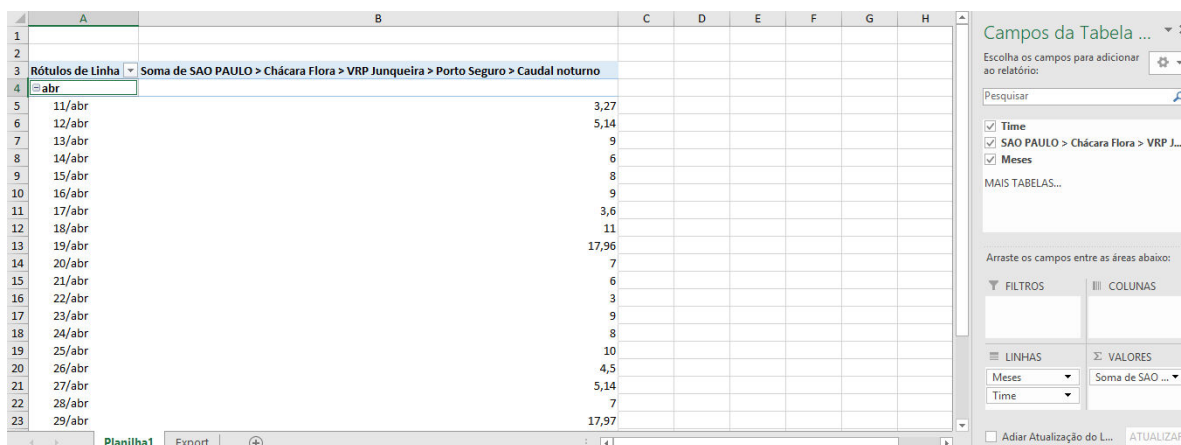 A B C D E F G H
1
2
3 Rótulos de Linha Soma de SAO PAULO > Chácara Flora > VRP Junqueira > Porto Seguro > Caudal noturno
4 abr
5 11/abr 3,27
6 12/abr 5,14
7 13/abr 9
8 14/abr 6
9 15/abr 8
10 16/abr 9
11 17/abr 3,6
12 18/abr 11
13 19/abr 17,96
14 20/abr 7
15 21/abr 6
16 22/abr 3
17 23/abr 9
18 24/abr 8
19 25/abr 10
20 26/abr 4,5
21 27/abr 5,14
22 28/abr 7
23 29/abr 17,97
Planilha1 Export
Campos da Tabela ...
Escolha os campos para adicionar
ao relatório:
Pesquisar
Time
SAO PAULO > Chácara Flora > VRP J...
Meses
MAIS TABELAS...
Arraste os campos entre as áreas abaixo:
FILTROS COLUNAS
LINHAS Σ VALORES
Meses Soma de SAO ...
Time
Adiar Atualização do L... ATUALIZAR